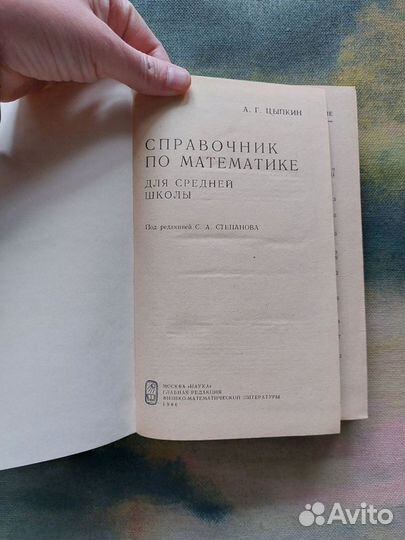 А. Г. ЦЫПКИН
СПРАВОЧНИК
ПО МАТЕМАТИКЕ
ДЛЯ СРЕДНЕЙ
ШКОЛЫ
Под редакцией С. А. СТЕПАНОВА
МОСКВА «НАУКА»
ГЛАВНАЯ РЕДАКЦИЯ
ФИЗИКО-МАТЕМАТИЧЕСКОЙ ЛИТЕРАТУРЫ
Avito